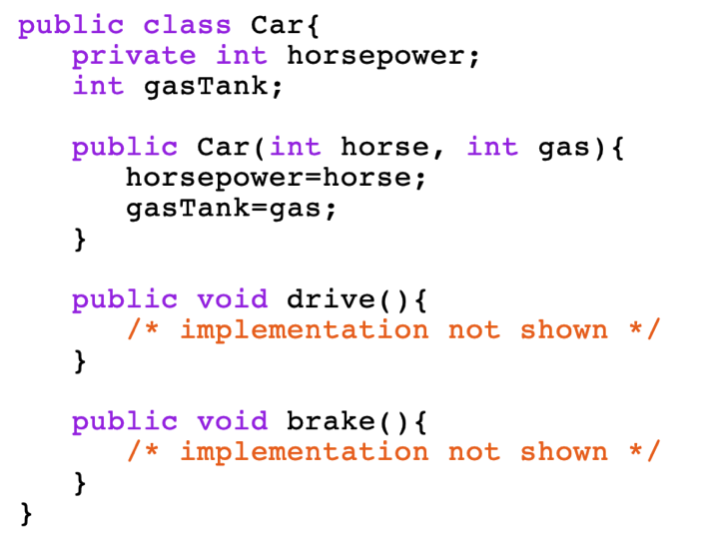 public class Car{
private int horsepower;
int gasTank;
public Car(int horse, int gas){
horsepower=horse;
gasTank=gas;
}
public void drive(){
/* implementation not shown */
}
public void brake(){
/* implementation not shown */
}
}